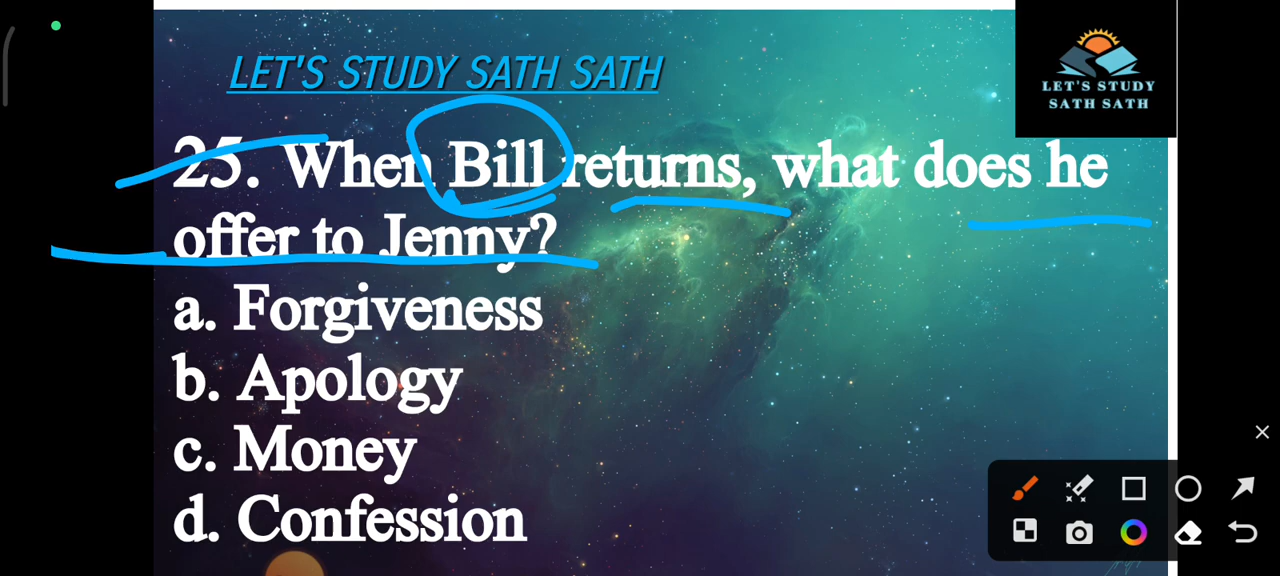 LET'S STUDY SATH SATH
LET'S STUDY
SATH SATH
25. When Bill returns, what does he
offer to Jenny?
a. Forgiveness
b. Apology
c. Money
d. Confession